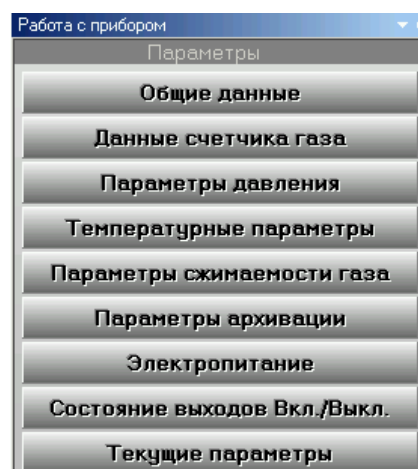 Работа с прибором
Параметры
Общие данные
Данные счетчика газа
Параметры давления
Температурные параметры
Параметры сжимаемости газа
Параметры архивации
Электропитание
Состояние выходов Вкл./Выкл.
Текущие параметры